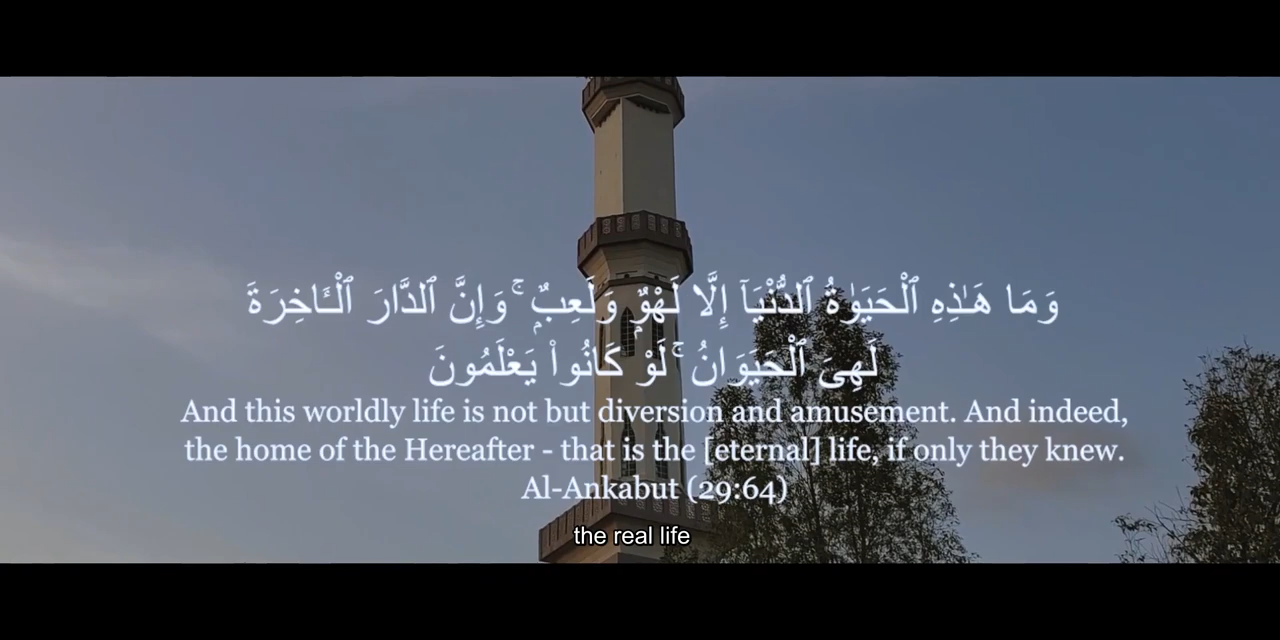 وَمَا هَـٰذِهِ ٱلْحَيَوٰةُ ٱلدُّنْيَآ إِلَّا لَهْوٌۭ وَلَعِبٌۭ ۚ وَإِنَّ ٱلدَّارَ ٱلْـَٔاخِرَةَ
لَهِىَ ٱلْحَيَوَانُ ۚ لَوْ كَانُوا۟ يَعْلَمُونَ
And this worldly life is not but diversion and amusement. And indeed,
the home of the Hereafter - that is the [eternal] life, if only they knew.
Al-Ankabut (29:64)
the real life